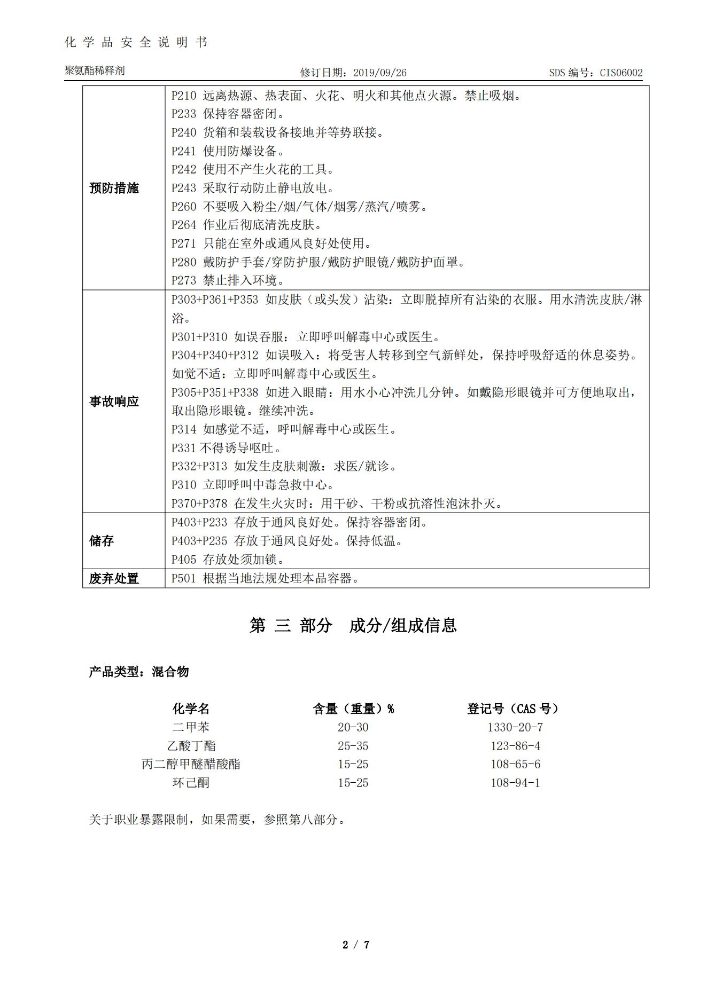 化学品安全说明书
聚氨酯稀释剂 修订日期：2019/09/26 SDS 编号：CIS06002
预防措施
P210 远离热源、热表面、火花、明火和其他点火源。禁止吸烟。
P233 保持容器密闭。
P240 货箱和装载设备接地并等势联接。
P241 使用防爆设备。
P242 使用不产生火花的工具。
P243 采取行动防止静电放电。
P260 不要吸入粉尘/烟/气体/烟雾/蒸汽/喷雾。
P264 作业后彻底清洗皮肤。
P271 只能在室外或通风良好处使用。
P280 戴防护手套/穿防护服/戴防护眼镜/戴防护面罩。
P273 禁止排入环境。
事故响应
P303+P361+P353 如皮肤（或头发）沾染：立即脱掉所有沾染的衣服。用水清洗皮肤/淋
浴。
P301+P310 如误吞服：立即呼叫解毒中心或医生。
P304+P340+P312 如误吸入：将受害人转移到空气新鲜处，保持呼吸舒适的休息姿势。
如觉不适：立即呼叫解毒中心或医生。
P305+P351+P338 如进入眼睛：用水小心冲洗几分钟。如戴隐形眼镜并可方便地取出，
取出隐形眼镜。继续冲洗。
P314 如感觉不适，呼叫解毒中心或医生。
P331不得诱导呕吐。
P332+P313 如发生皮肤刺激：求医/就诊。
P310 立即呼叫中毒急救中心。
P370+P378 在发生火灾时：用干砂、干粉或抗溶性泡沫扑灭。
储存
P403+P233 存放于通风良好处。保持容器密闭。
P403+P235 存放于通风良好处。保持低温。
P405 存放处须加锁。
废弃处置
P501 根据当地法规处理本品容器。
第 三 部分 成分/组成信息
产品类型：混合物
化学名 含量（重量）% 登记号（CAS 号）
二甲苯 20-30 1330-20-7
乙酸丁酯 25-35 123-86-4
丙二醇甲醚醋酸酯 15-25 108-65-6
环己酮 15-25 108-94-1
关于职业暴露限制，如果需要，参照第八部分。
2 / 7